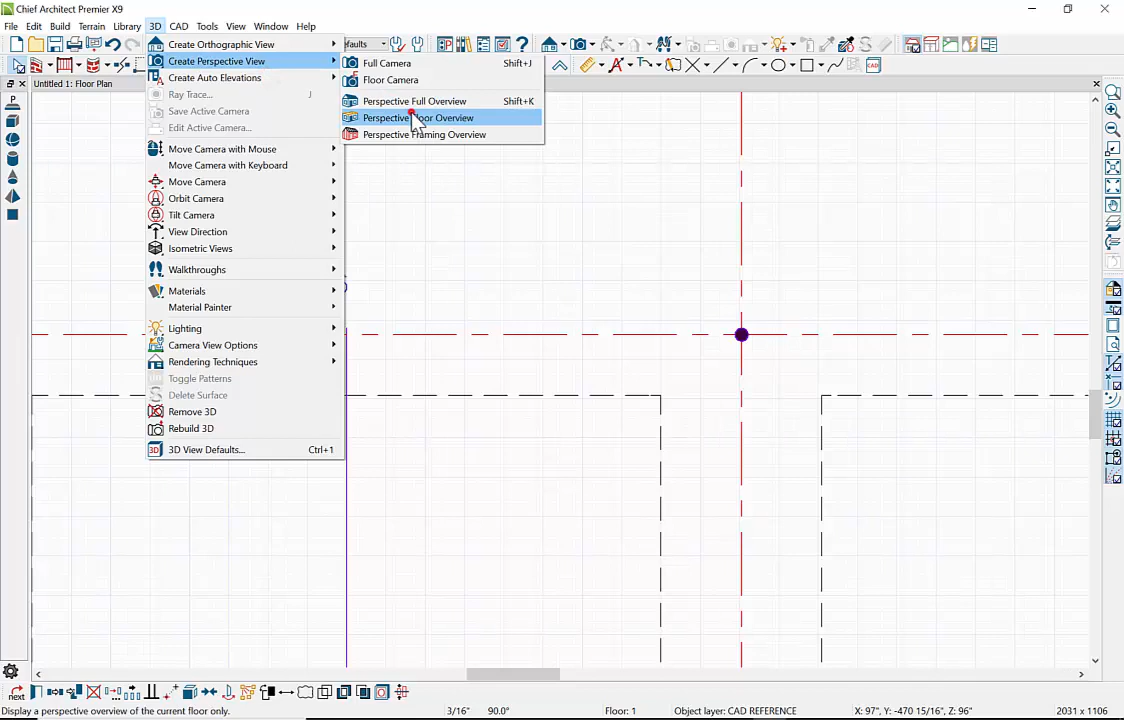 Chief Architect Premier X9
File Edit Build Terrain Library 3D CAD Tools View Window Help
Create Orthographic View
Create Perspective View
Create Auto Elevations
Ray Trace... J
Save Active Camera
Edit Active Camera...
Move Camera with Mouse
Move Camera with Keyboard
Move Camera
Orbit Camera
Tilt Camera
View Direction
Isometric Views
Walkthroughs
Materials
Material Painter
Lighting
Camera View Options
Rendering Techniques
Toggle Patterns
Delete Surface
Remove 3D
Rebuild 3D
3D View Defaults... Ctrl+1
Full Camera Shift+J
Floor Camera
Perspective Full Overview Shift+K
Perspective Floor Overview
Perspective Framing Overview
Untitled 1: Floor Plan
next
Display a perspective overview of the current floor only.
3/16" 90.0° Floor: 1 Object layer: CAD REFERENCE X: 97", Y: -470 15/16", Z: 96" 2031 x 1106